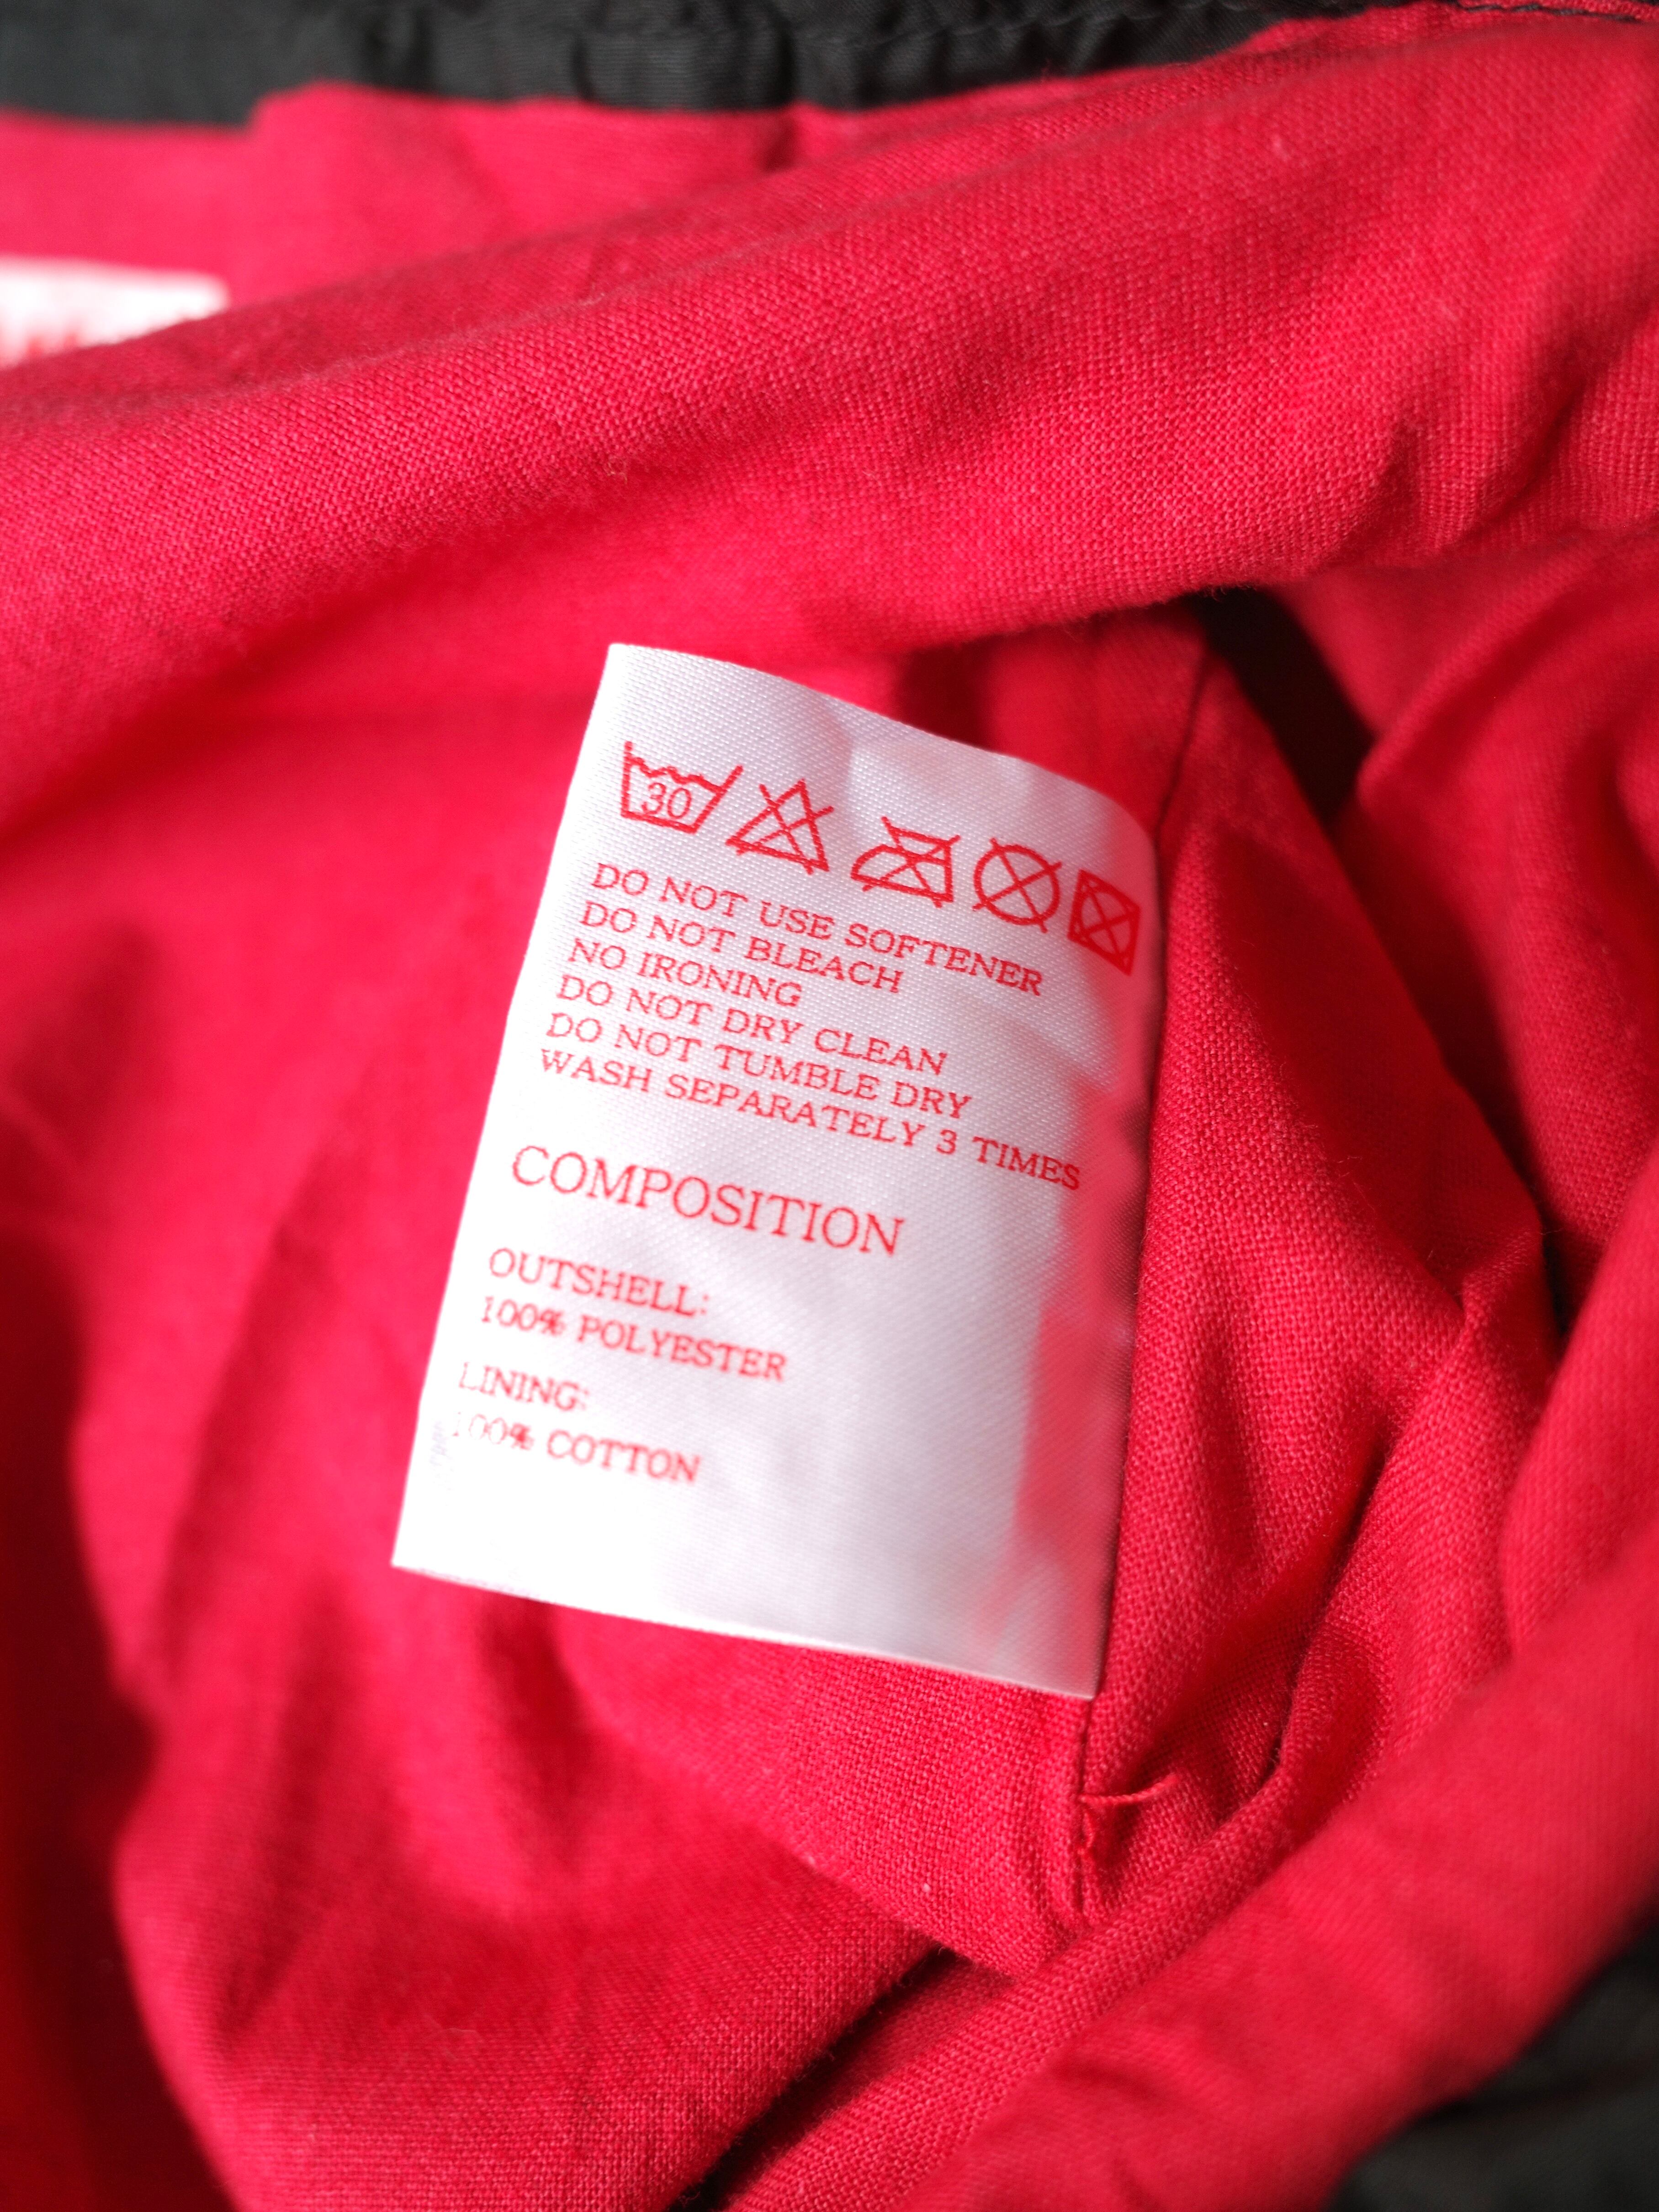 30
DO NOT USE SOFTENER
DO NOT BLEACH
NO IRONING
DO NOT DRY CLEAN
DO NOT TUMBLE DRY
WASH SEPARATELY 3 TIMES
COMPOSITION
OUTSHELL:
100% POLYESTER
LINING:
100% COTTON